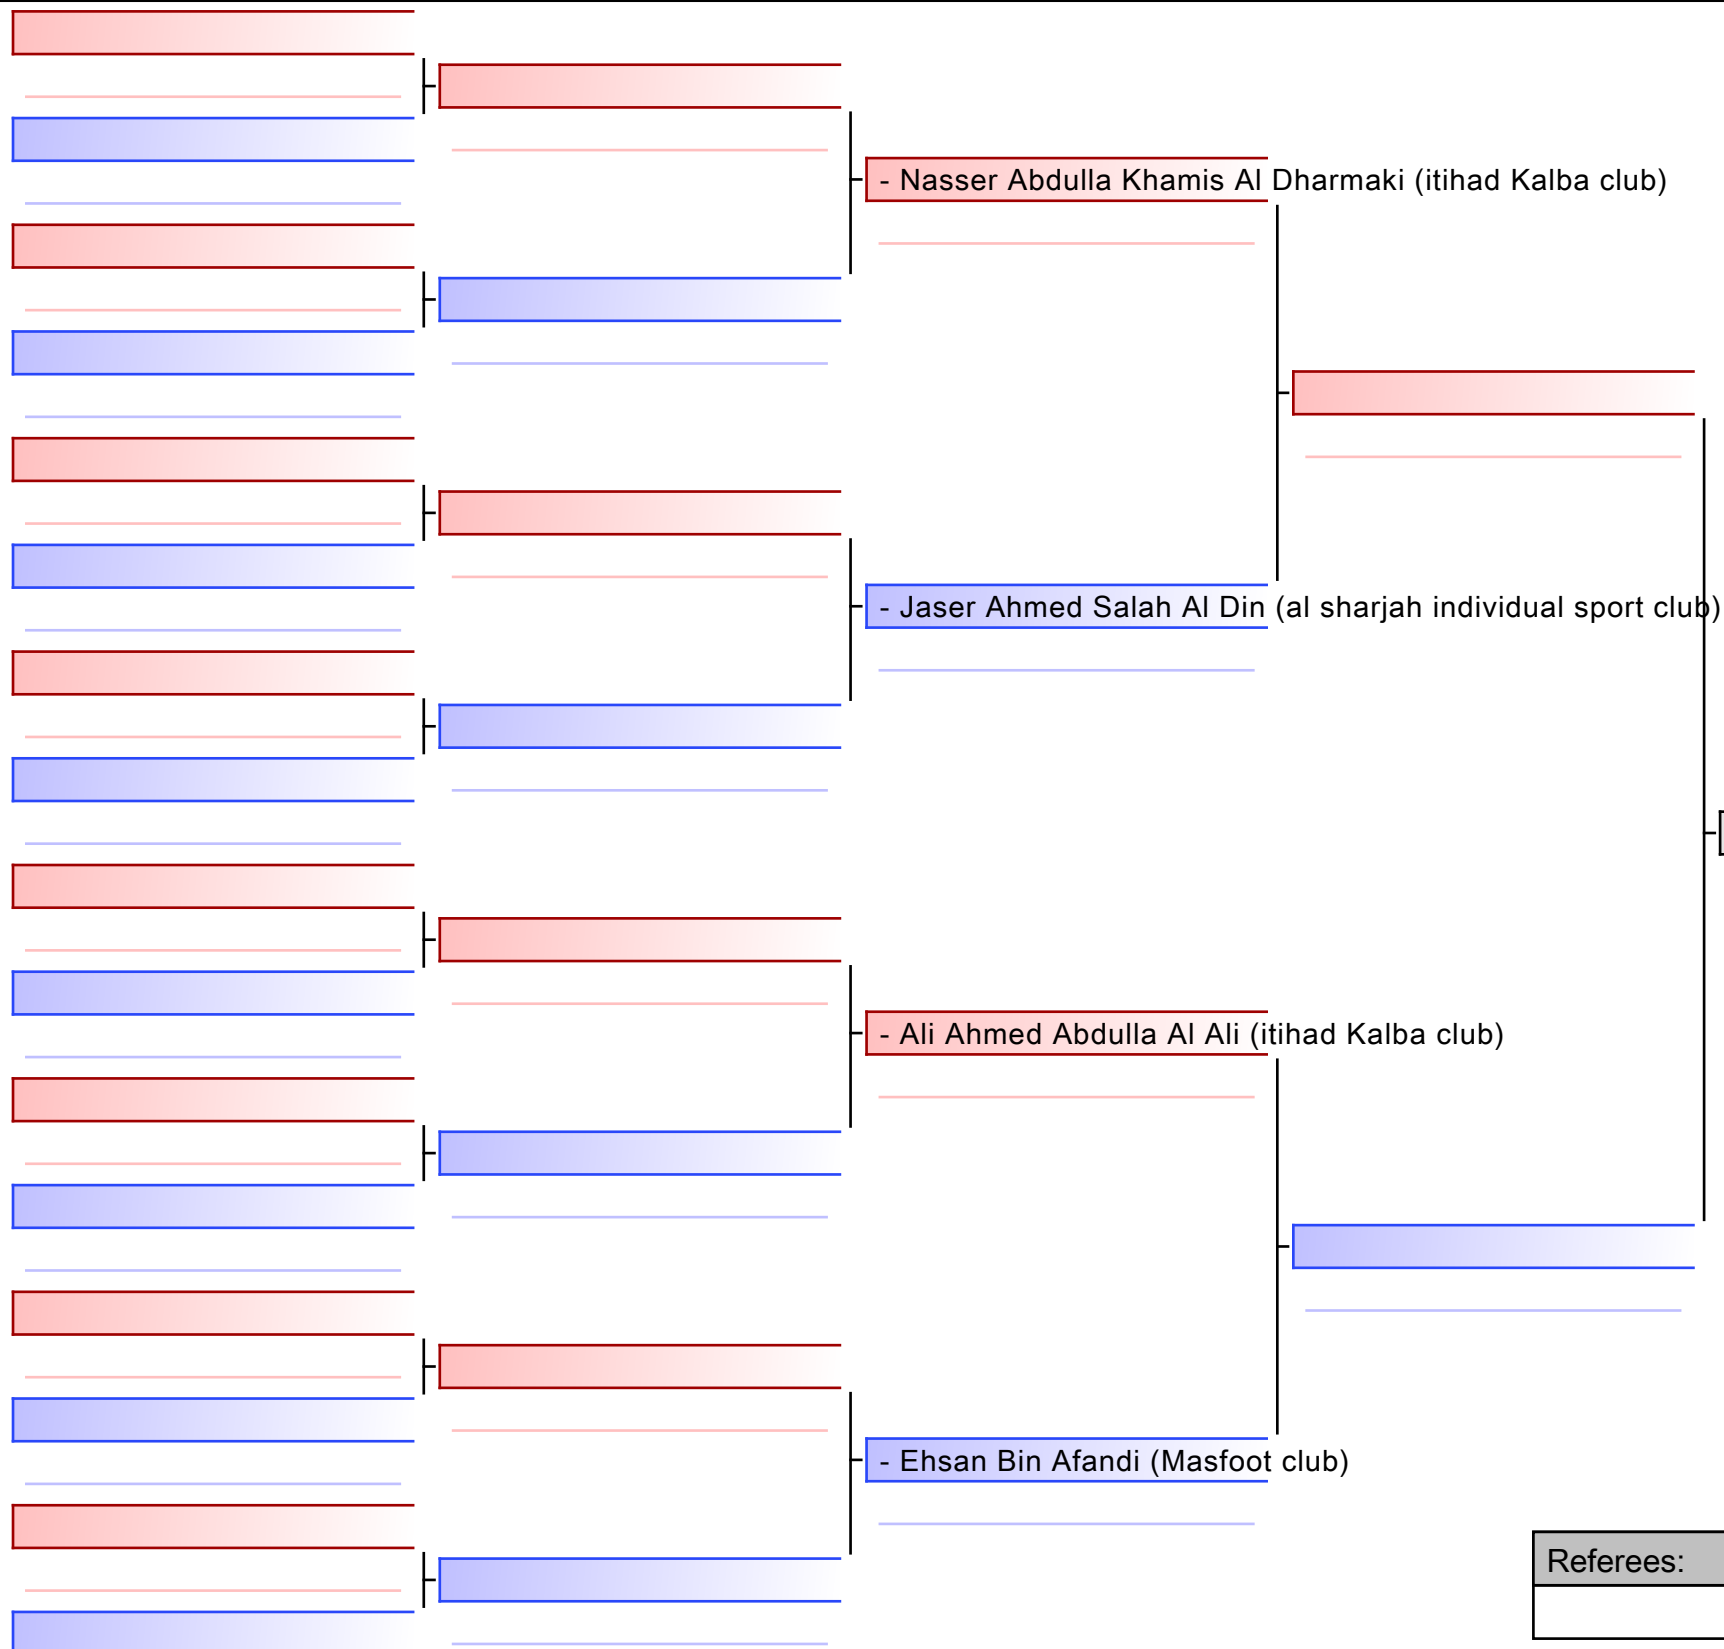 - Nasser Abdulla Khamis Al Dharmaki (itihad Kalba club)
- Jaser Ahmed Salah Al Din (al sharjah individual sport club)
- Ali Ahmed Abdulla Al Ali (itihad Kalba club)
- Ehsan Bin Afandi (Masfoot club)
Referees: